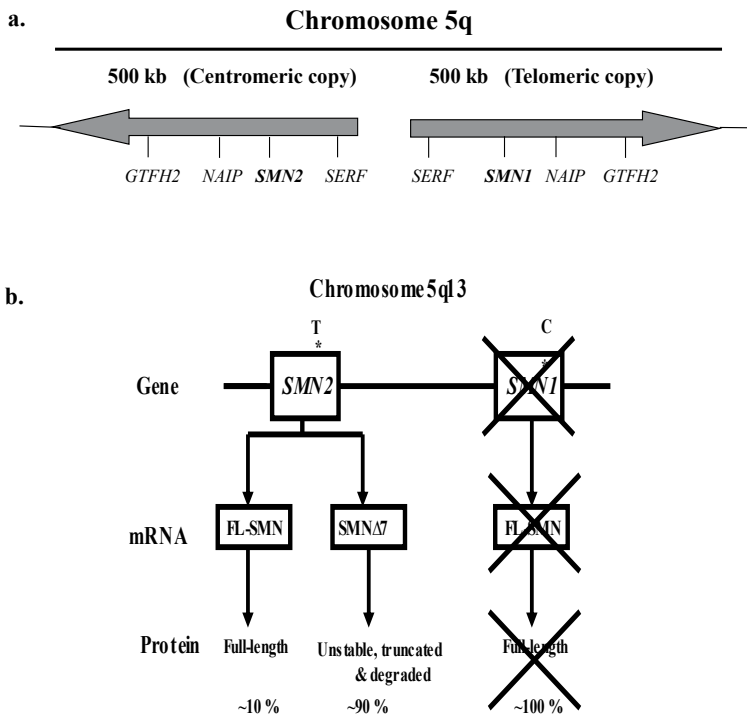 a.
Chromosome 5q
500 kb (Centromeric copy) 500 kb (Telomeric copy)
GTFH2 NAIP SMN2 SERF SERF SMN1 NAIP GTFH2
b.
Chromosome 5q13
T C
* *
Gene SMN2 SMN1
mRNA FL-SMN SMNΔ7 FL-SMN
Protein Full-length Unstable, truncated Full-length
& degraded
~10 % ~90 % ~100 %